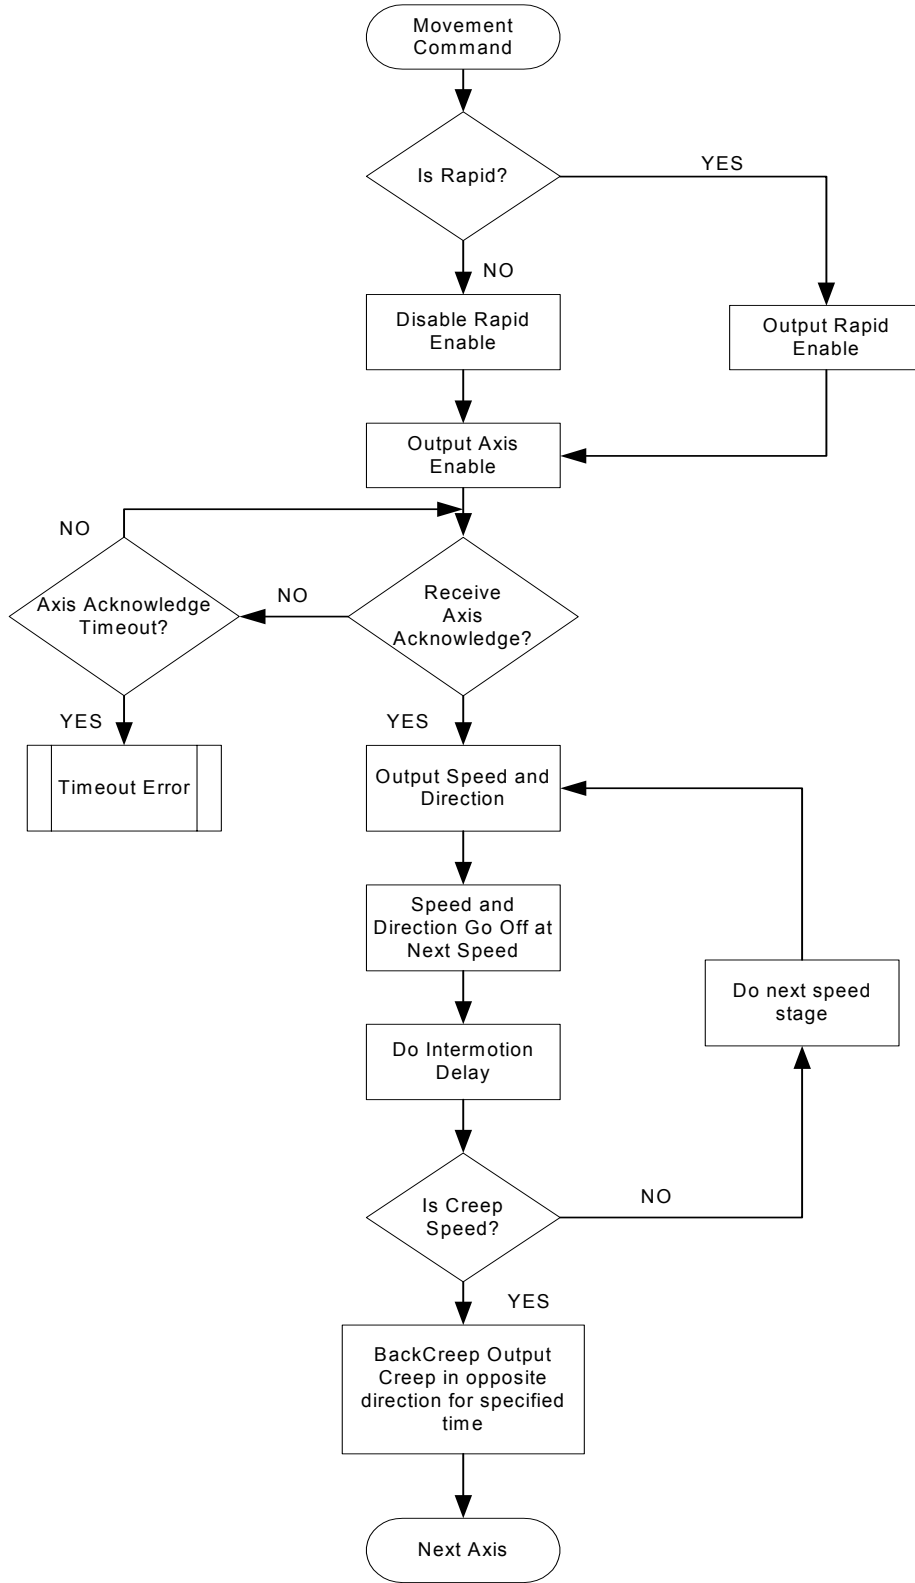 Movement
Command
Is Rapid?
YES
NO
Disable Rapid
Enable
Output Rapid
Enable
Output Axis
Enable
NO
Axis Acknowledge
Timeout?
NO
Receive
Axis
Acknowledge?
YES
YES
Timeout Error
Output Speed and
Direction
Speed and
Direction Go Off at
Next Speed
Do next speed
stage
Do Intermotion
Delay
Is Creep
Speed?
NO
YES
BackCreep Output
Creep in opposite
direction for specified
time
Next Axis